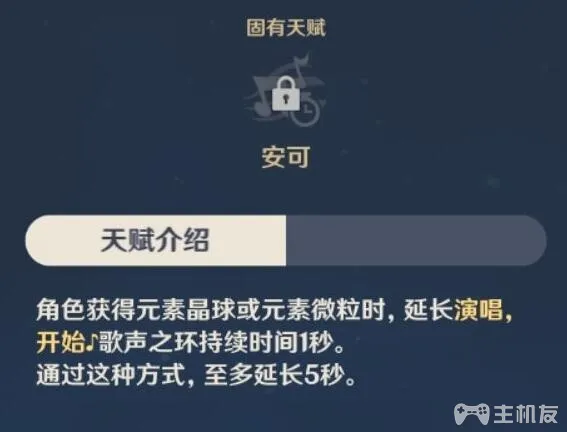 固有天赋
安可
天赋介绍
角色获得元素晶球或元素微粒时，延长演唱，
开始♪歌声之环持续时间1秒。
通过这种方式，至多延长5秒。
主机友